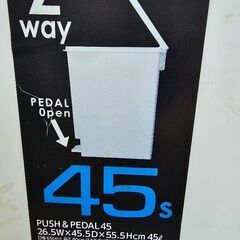 2
way
PEDAL
Open
45s
PUSH & PEDAL 45
26.5W×45.5D×55.5Hcm 45ℓ